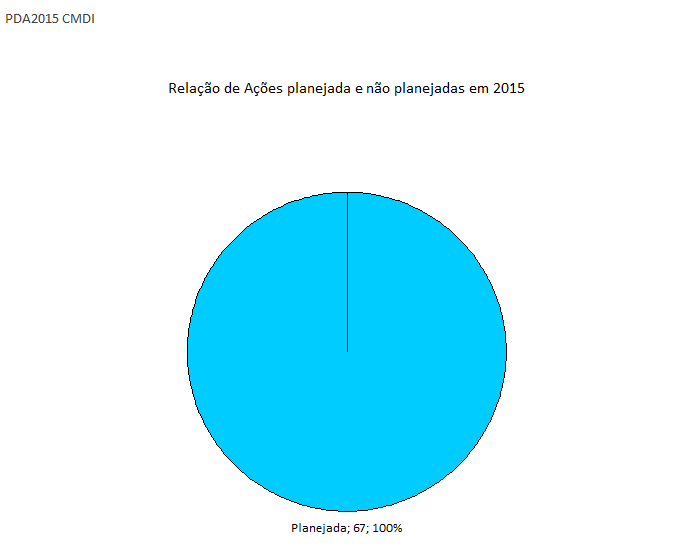 PDA2015 CMDI
Relação de Ações planejada e não planejadas em 2015
Planejada; 67; 100%